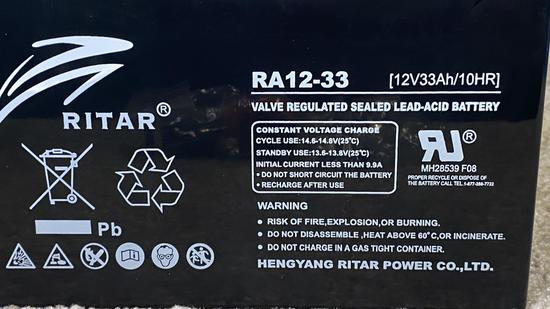 RA12-33 [12V33Ah/10HR]
VALVE REGULATED SEALED LEAD-ACID BATTERY
RITAR®
CONSTANT VOLTAGE CHARGE
CYCLE USE:14.6-14.8V(25℃)
STANDBY USE:13.6-13.8V(25℃)
INITIAL CURRENT LESS THAN 9.9A
• DO NOT SHORT CIRCUIT THE BATTERY
• RECHARGE AFTER USE
RU®
MH28539 F08
PROPER RECYCLE OR DISPOSE OF
THE BATTERY CALL TEL.1-877-288-7722
Pb
WARNING
• RISK OF FIRE,EXPLOSION,OR BURNING.
• DO NOT DISASSEMBLE ,HEAT ABOVE 60℃, OR INCINERATE.
• DO NOT CHARGE IN A GAS TIGHT CONTAINER.
HENGYANG RITAR POWER CO.,LTD.